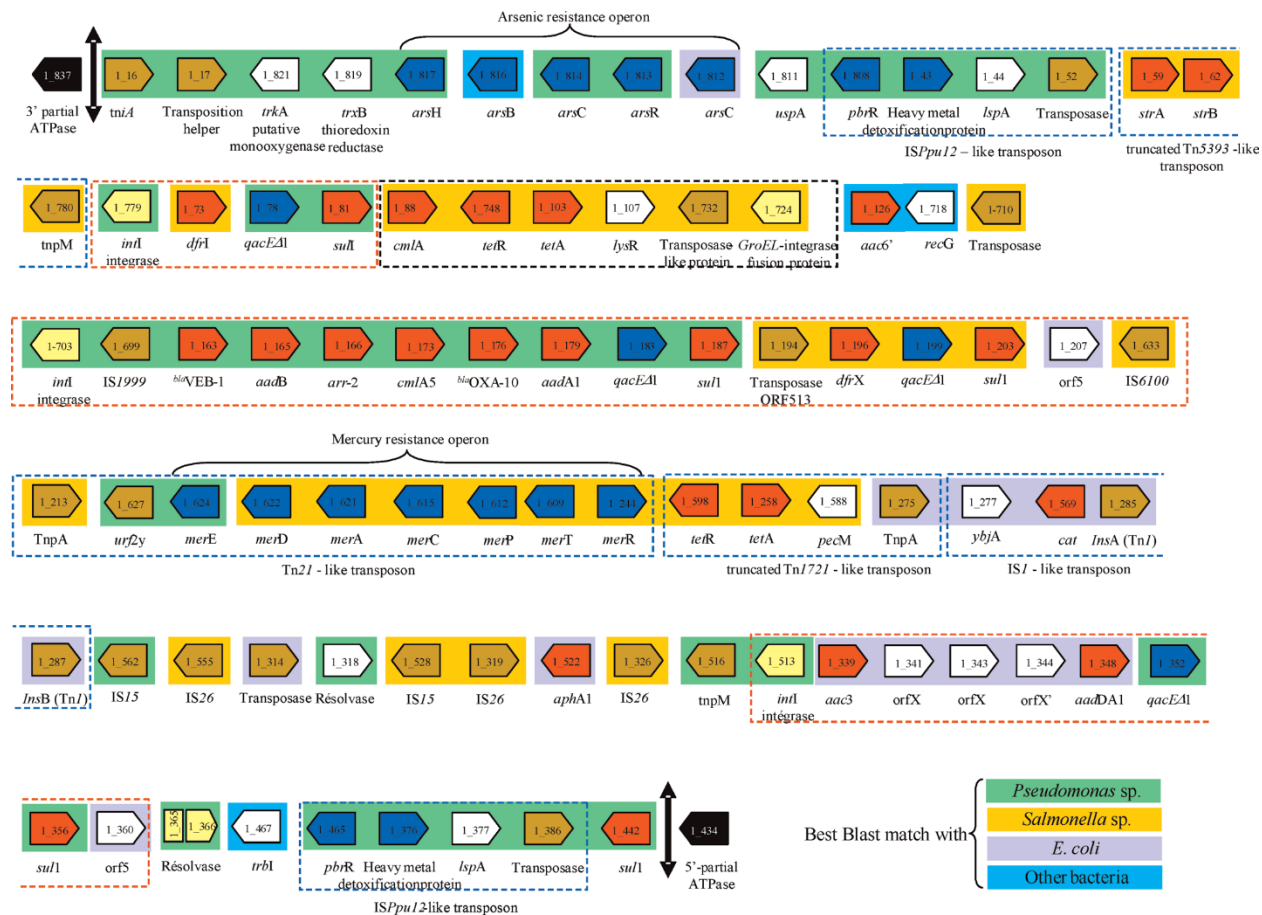 Arsenic resistance operon
1_837 1_16 1_17 1_821 1_819 1_817 1_816 1_814 1_813 1_812 1_811 1_808 1_43 1_44 1_52 1_59 1_62
3' partial ATPase
tniA
Transposition helper
trkA putative monooxygenase
trxB thioredoxin reductase
arsH arsB arsC arsR arsC uspA
pbrR
Heavy metal detoxificationprotein
lspA
Transposase
strA strB
ISPpu12 – like transposon
truncated Tn5393 -like transposon
1_780 1_779 1_73 1_78 1_81 1_88 1_748 1_103 1_107 1_732 1_724 1_126 1_718 1-710
tnpM
intI integrase
dfrI qacEΔ1 sulI cmlA tetR tetA lysR
Transposase-like protein
GroEL-integrase fusion protein
aac6' recG Transposase
1-703 1_699 1_163 1_165 1_166 1_173 1_176 1_179 1_183 1_187 1_194 1_196 1_199 1_203 1_207 1_633
intI integrase
IS1999 blaVEB-1 aadB arr-2 cmlA5 blaOXA-10 aadA1 qacEΔ1 sul1
Transposase ORF513
dfrX qacEΔ1 sul1 orf5 IS6100
Mercury resistance operon
1_213 1_627 1_624 1_622 1_621 1_615 1_612 1_609 1_244 1_598 1_258 1_588 1_275 1_277 1_569 1_285
TnpA urf2y merE merD merA merC merP merT merR tetR tetA pecM TnpA ybjA cat InsA (Tn1)
Tn21 - like transposon
truncated Tn1721 - like transposon
IS1 - like transposon
1_287 1_562 1_555 1_314 1_318 1_528 1_319 1_522 1_326 1_516 1_513 1_339 1_341 1_343 1_344 1_348 1_352
InsB (Tn1) IS15 IS26 Transposase Résolvase IS15 IS26 aphA1 IS26 tnpM
intI intégrase
aac3 orfX orfX orfX' aadDA1 qacEΔ1
1_356 1_360 1_365 1_366 1_467 1_465 1_376 1_377 1_386 1_442 1_434
sul1 orf5 Résolvase trbI pbrR
Heavy metal detoxificationprotein
lspA Transposase sul1
5'-partial ATPase
ISPpu12-like transposon
Best Blast match with
Pseudomonas sp.
Salmonella sp.
E. coli
Other bacteria